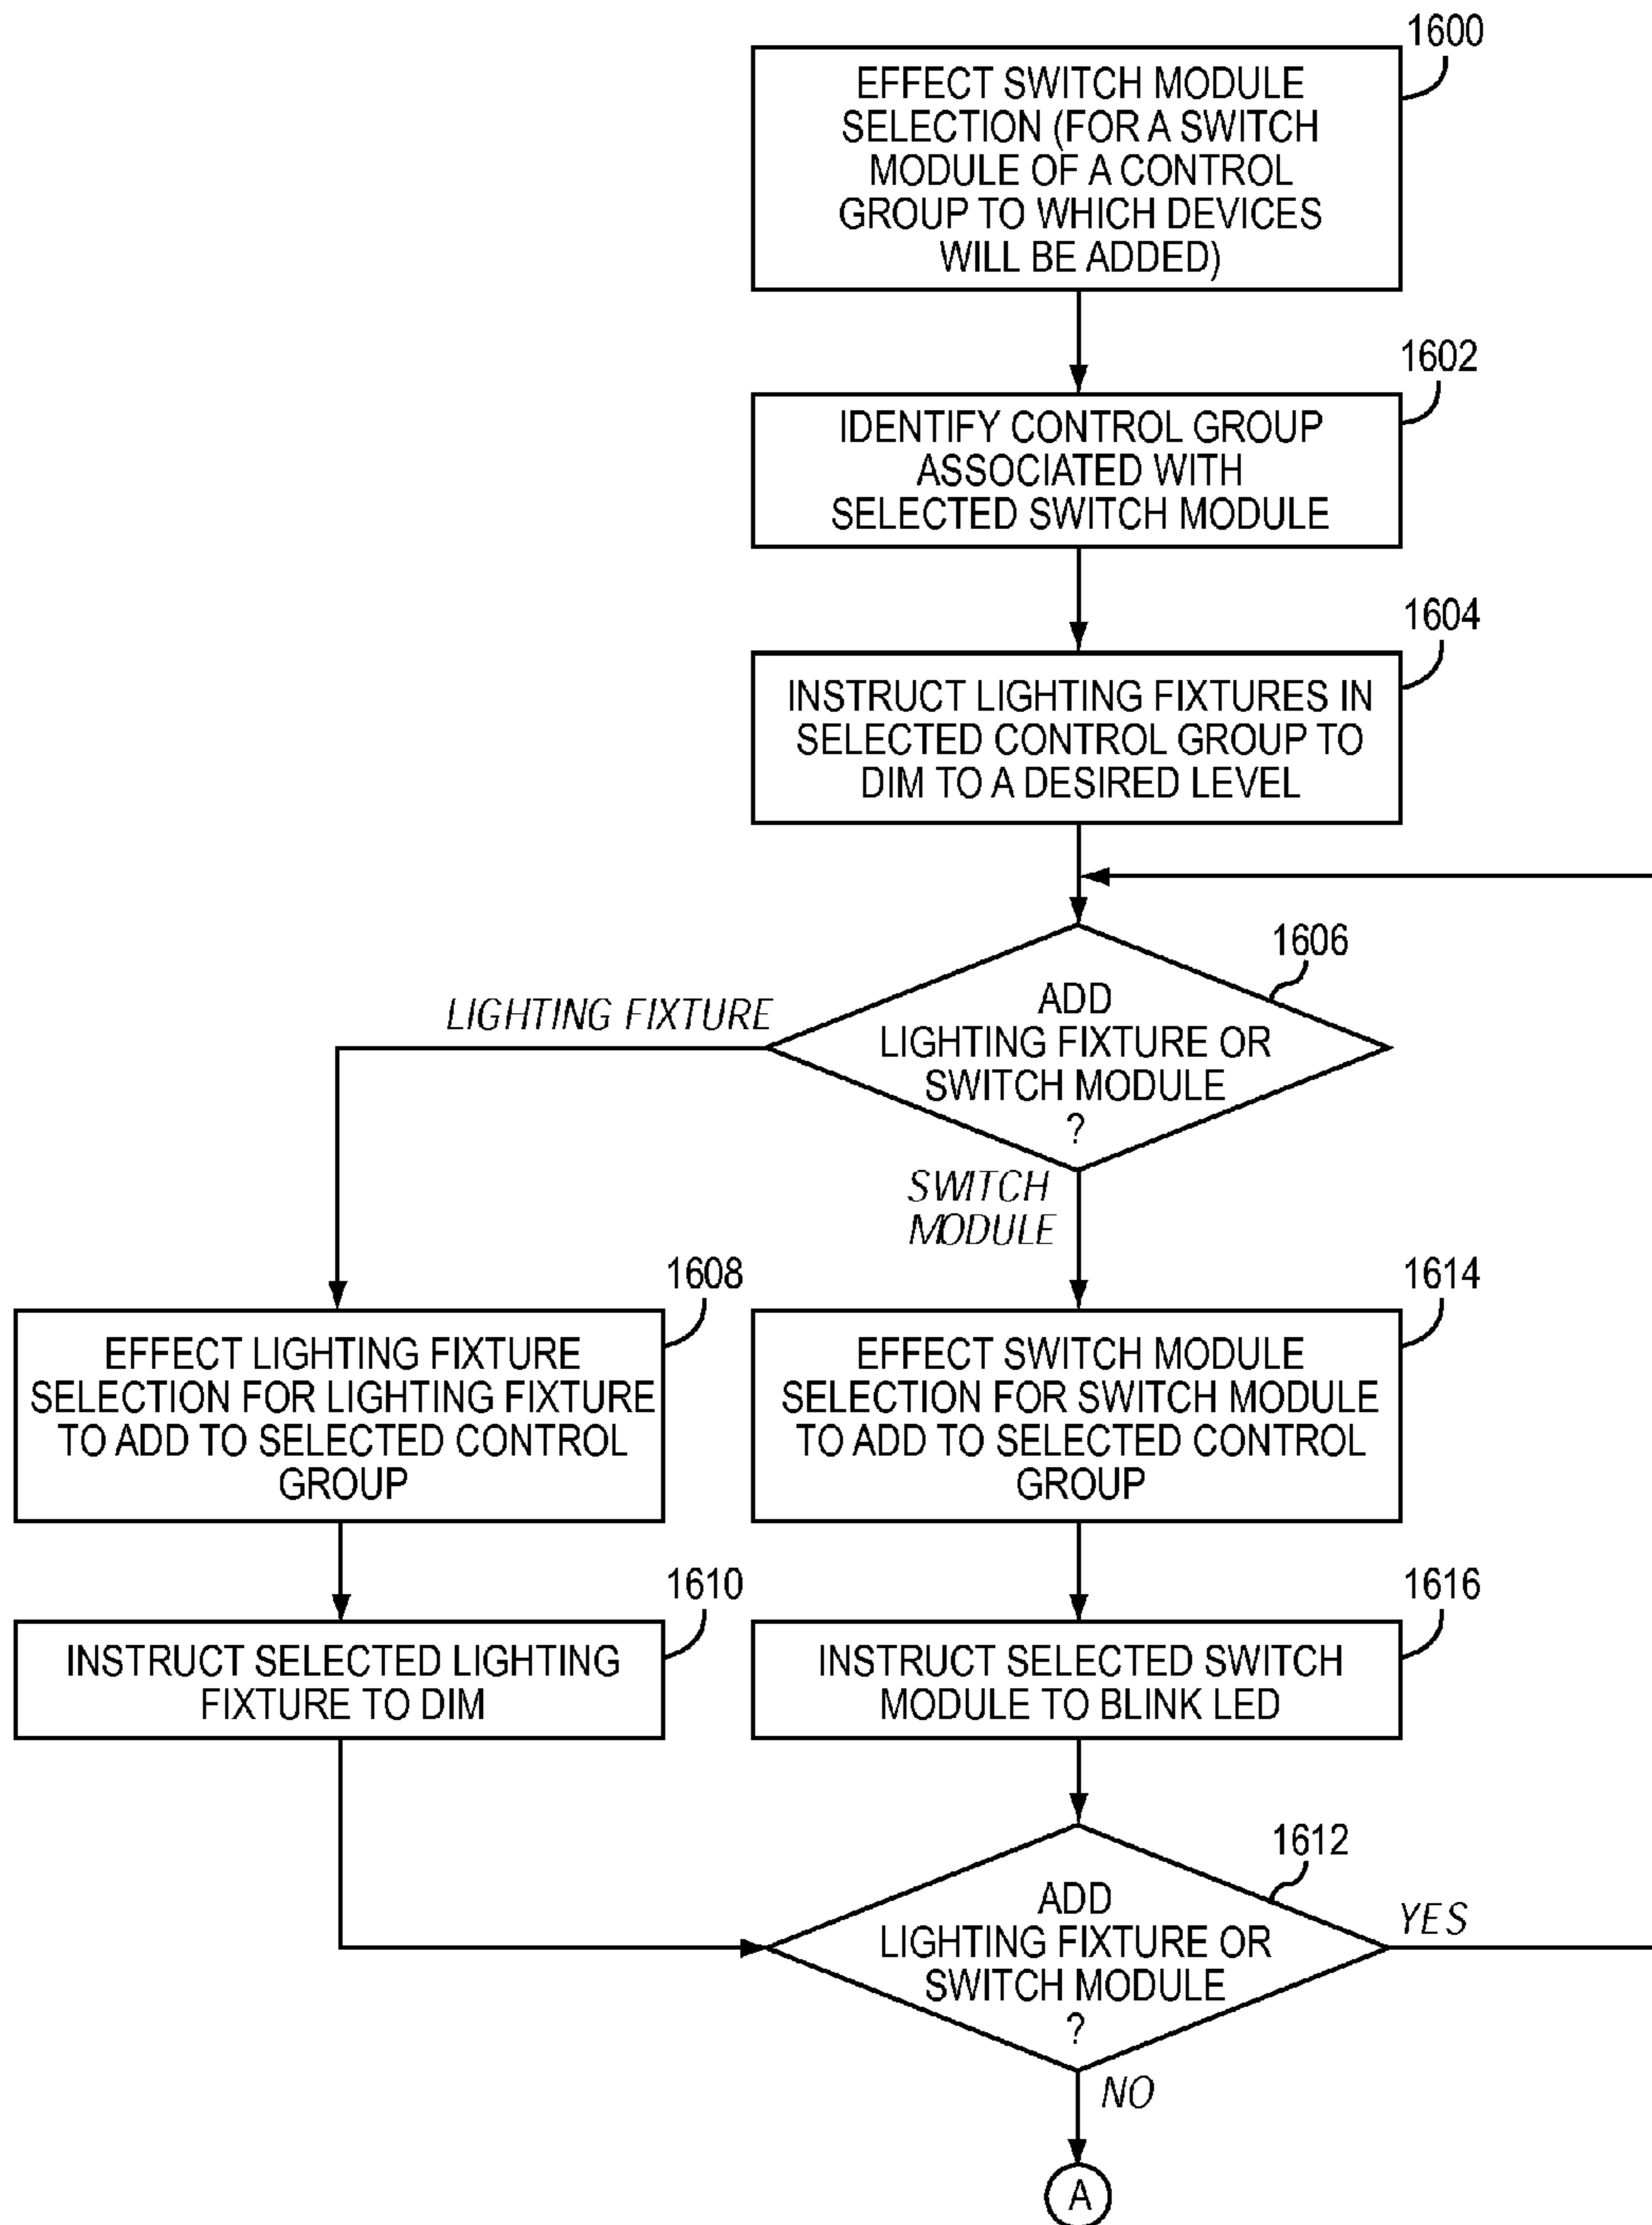 1600
EFFECT SWITCH MODULE
SELECTION (FOR A SWITCH
MODULE OF A CONTROL
GROUP TO WHICH DEVICES
WILL BE ADDED)
1602
IDENTIFY CONTROL GROUP
ASSOCIATED WITH
SELECTED SWITCH MODULE
1604
INSTRUCT LIGHTING FIXTURES IN
SELECTED CONTROL GROUP TO
DIM TO A DESIRED LEVEL
1606
ADD
LIGHTING FIXTURE OR
SWITCH MODULE
?
LIGHTING FIXTURE
SWITCH
MODULE
1608
EFFECT LIGHTING FIXTURE
SELECTION FOR LIGHTING FIXTURE
TO ADD TO SELECTED CONTROL
GROUP
1614
EFFECT SWITCH MODULE
SELECTION FOR SWITCH MODULE
TO ADD TO SELECTED CONTROL
GROUP
1610
INSTRUCT SELECTED LIGHTING
FIXTURE TO DIM
1616
INSTRUCT SELECTED SWITCH
MODULE TO BLINK LED
1612
ADD
LIGHTING FIXTURE OR
SWITCH MODULE
?
YES
NO
A